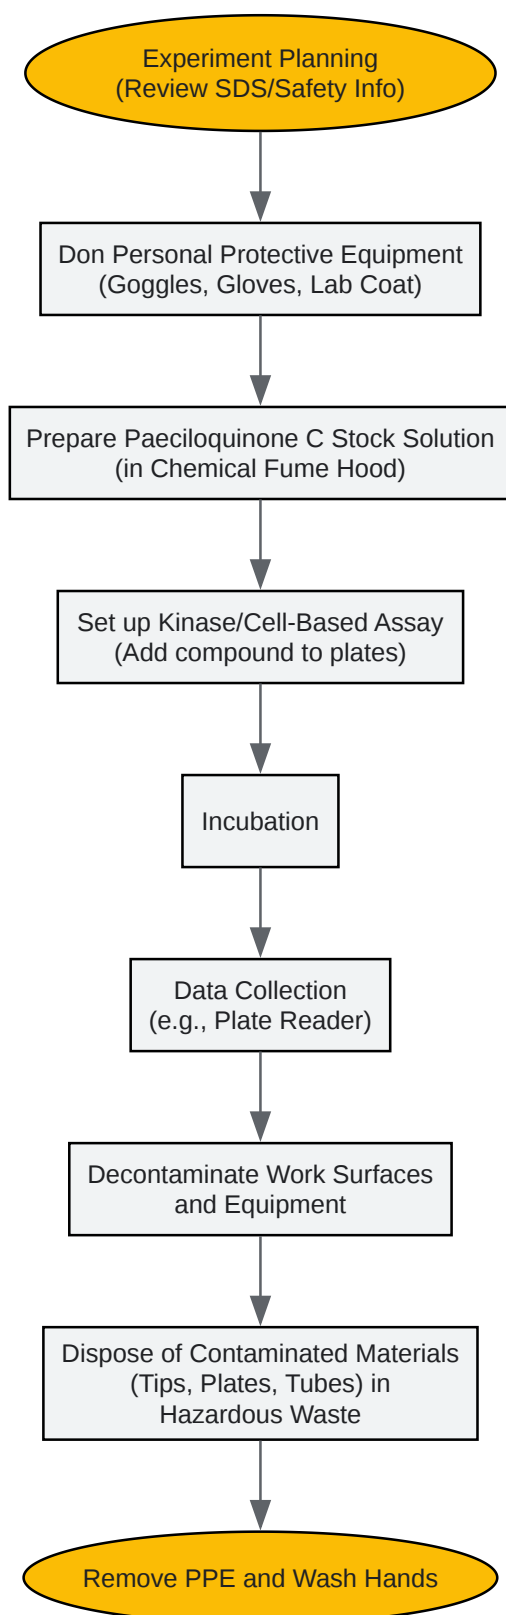 Experiment Planning
(Review SDS/Safety Info)
Don Personal Protective Equipment
(Goggles, Gloves, Lab Coat)
Prepare Paeciloquinone C Stock Solution
(in Chemical Fume Hood)
Set up Kinase/Cell-Based Assay
(Add compound to plates)
Incubation
Data Collection
(e.g., Plate Reader)
Decontaminate Work Surfaces
and Equipment
Dispose of Contaminated Materials
(Tips, Plates, Tubes) in
Hazardous Waste
Remove PPE and Wash Hands